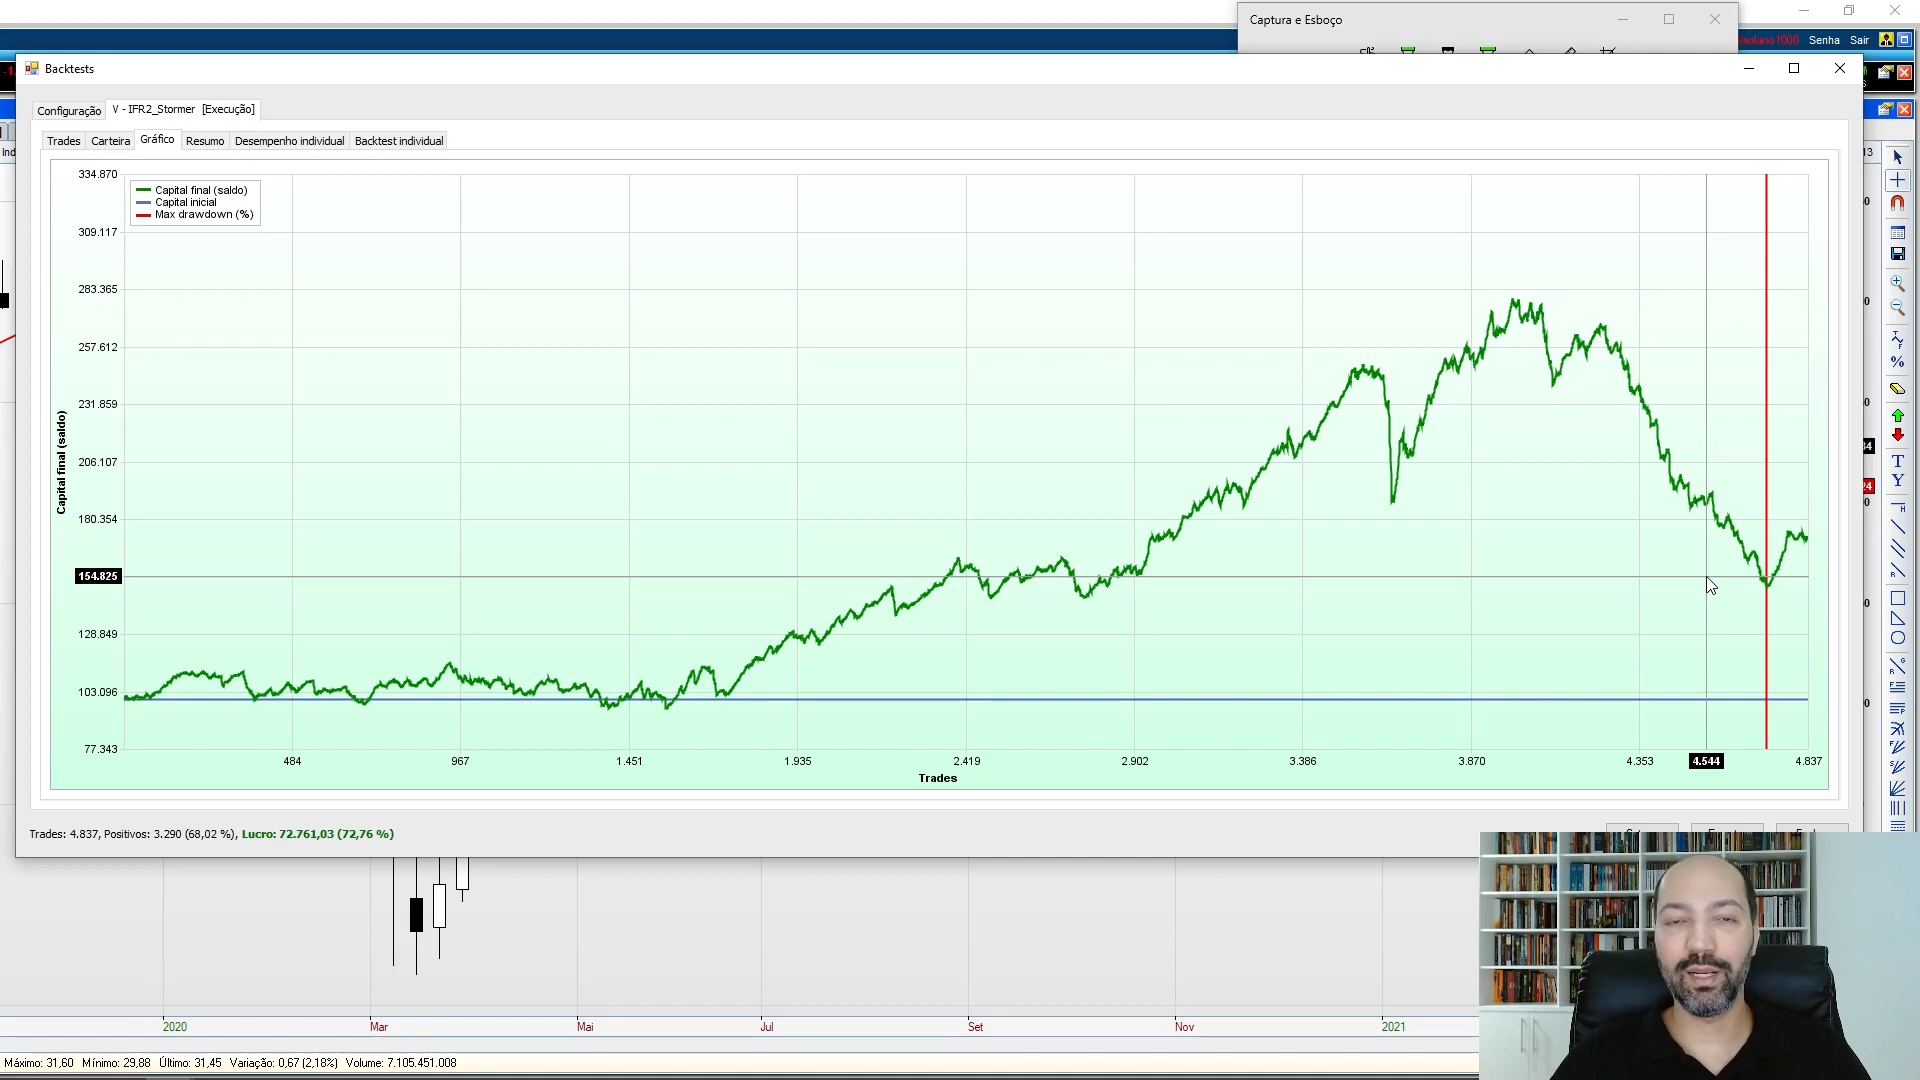 Captura e Esboço
Senha Sair
Backtests
Configuração V - IFR2_Stormer [Execução]
Trades Carteira Gráfico Resumo Desempenho individual Backtest individual
Ind
13
334.870
Capital final (saldo)
Capital inicial
Max drawdown (%)
309.117
283.365
257.612
231.859
206.107
180.354
154.825
128.849
103.096
77.343
Capital final (saldo)
484 967 1.451 1.935 2.419 2.902 3.386 3.870 4.353 4.544 4.837
Trades
Trades: 4.837, Positivos: 3.290 (68,02 %), Lucro: 72.761,03 (72,76 %)
2020 Mar Mai Jul Set Nov 2021
Máximo: 31,60 Mínimo: 29,88 Último: 31,45 Variação: 0,67 (2,18%) Volume: 7.105.451.008